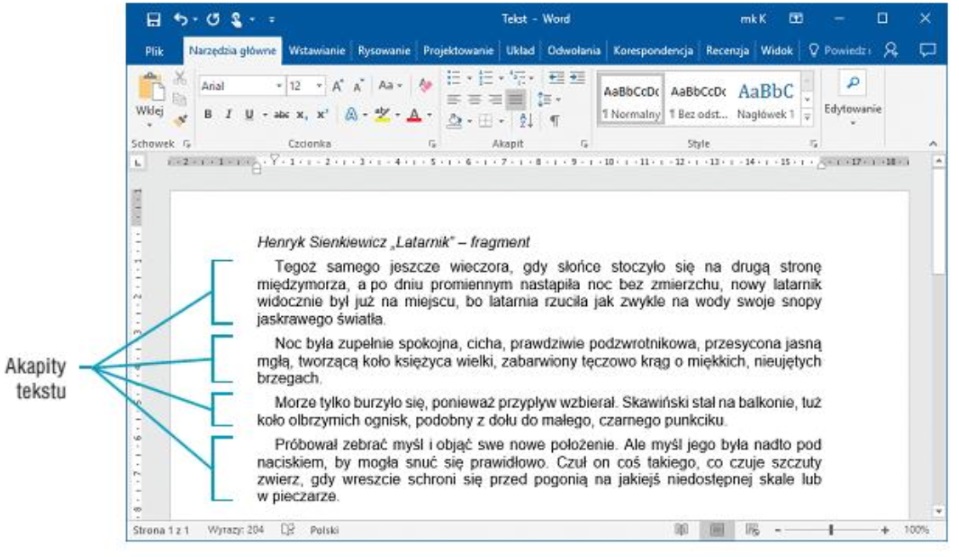 Tekst - Word
mk K
Plik Narzędzia główne Wstawianie Rysowanie Projektowanie Układ Odwołania Korespondencja Recenzja Widok Powiedz
Wklej
Arial 12
Aa
B I U abc x, x²
A
AaBbCcDc AaBbCcDc AaBbC
1 Normalny 1 Bez odst... Nagłówek 1
Edytowanie
Schowek Czcionka Akapit Style
Henryk Sienkiewicz „Latarnik” – fragment
Tegoż samego jeszcze wieczora, gdy słońce stoczyło się na drugą stronę
międzymorza, a po dniu promiennym nastąpiła noc bez zmierzchu, nowy latarnik
widocznie był już na miejscu, bo latarnia rzuciła jak zwykle na wody swoje snopy
jaskrawego światła.
Noc była zupełnie spokojna, cicha, prawdziwie podzwrotnikowa, przesycona jasną
mgłą, tworzącą koło księżyca wielki, zabarwiony tęczowo krąg o miękkich, nieujętych
brzegach.
Morze tylko burzyło się, ponieważ przypływ wzbierał. Skawiński stał na balkonie, tuż
koło olbrzymich ognisk, podobny z dołu do małego, czarnego punkciku.
Próbował zebrać myśl i objąć swe nowe położenie. Ale myśl jego była nadto pod
naciskiem, by mogła snuć się prawidłowo. Czuł on coś takiego, co czuje szczuty
zwierz, gdy wreszcie schroni się przed pogonią na jakiejś niedostępnej skale lub
w pieczarze.
Akapity
tekstu
Strona 1 z 1 Wyrazy: 204 Polski
100%